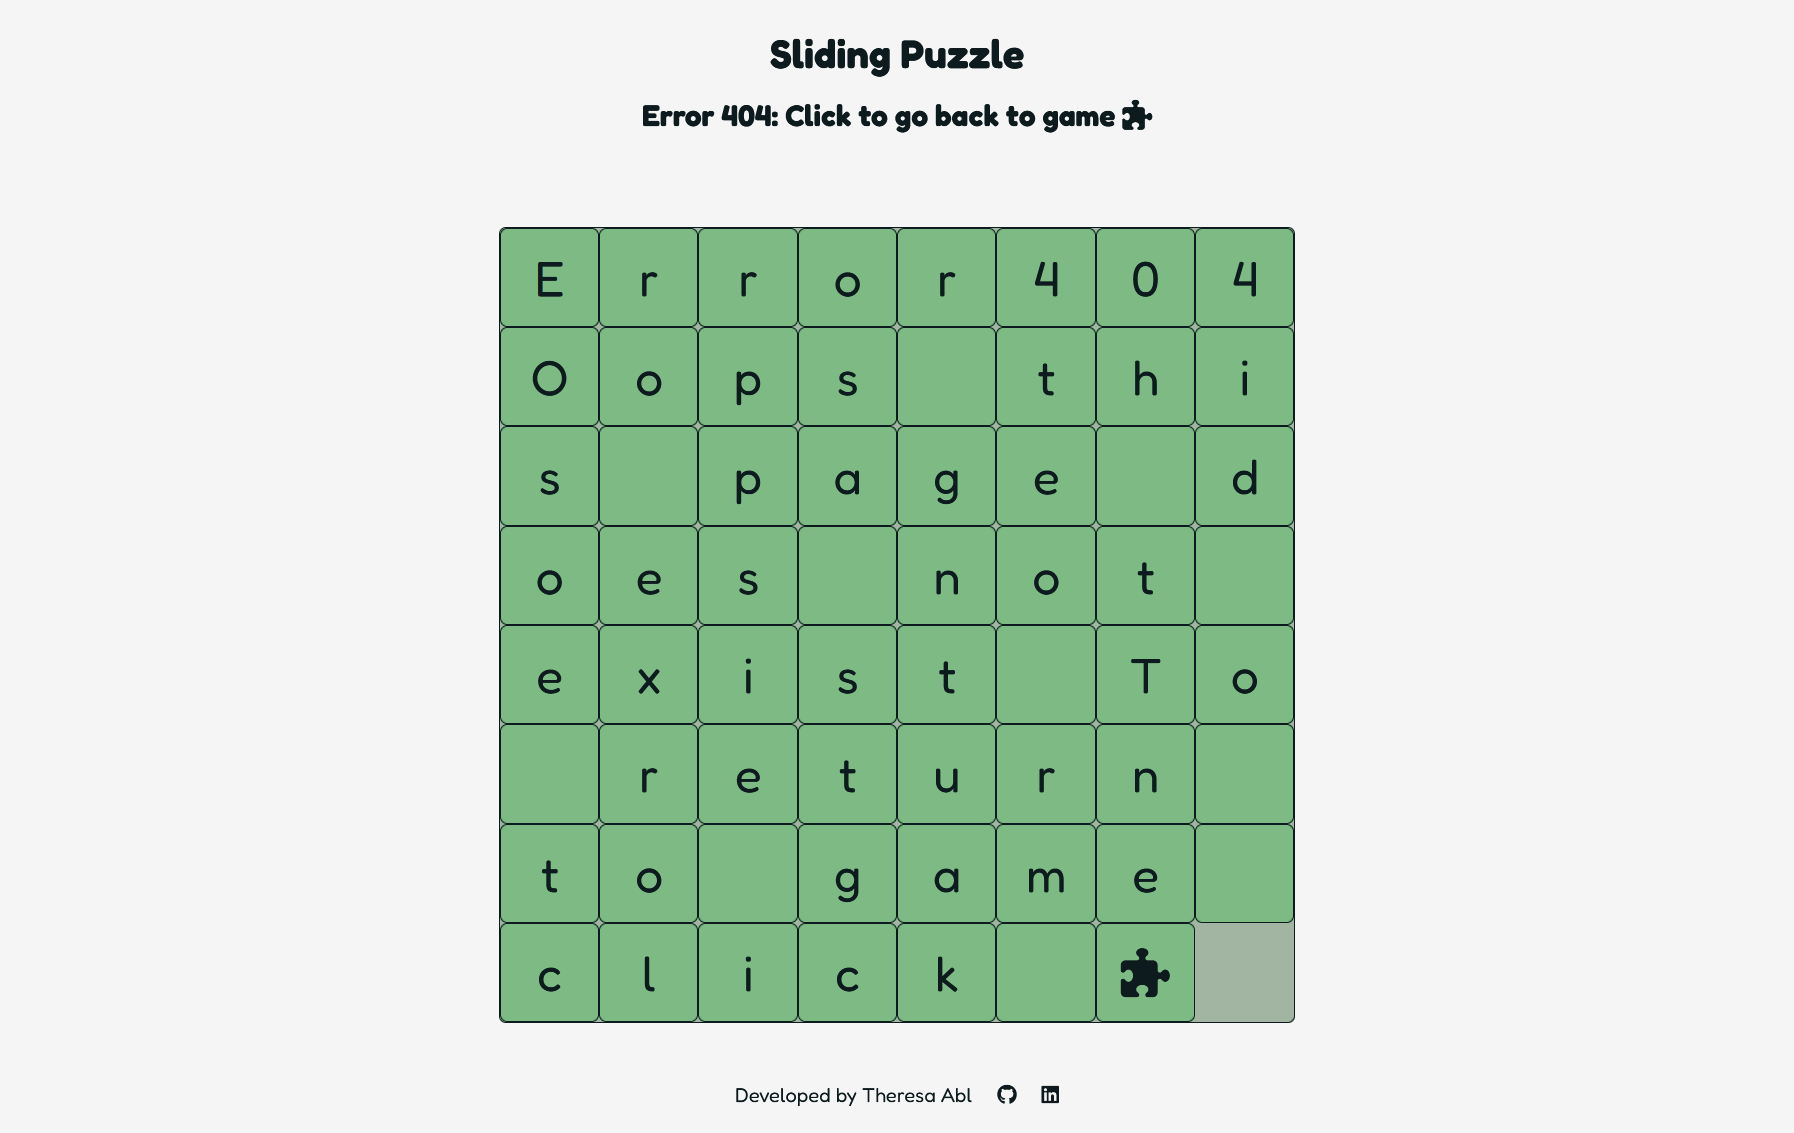 Sliding Puzzle
Error 404: Click to go back to game
E r r o r 4 0 4
O o p s t h i
s p a g e d
o e s n o t
e x i s t T o
r e t u r n
t o g a m e
c l i c k
Developed by Theresa Abl